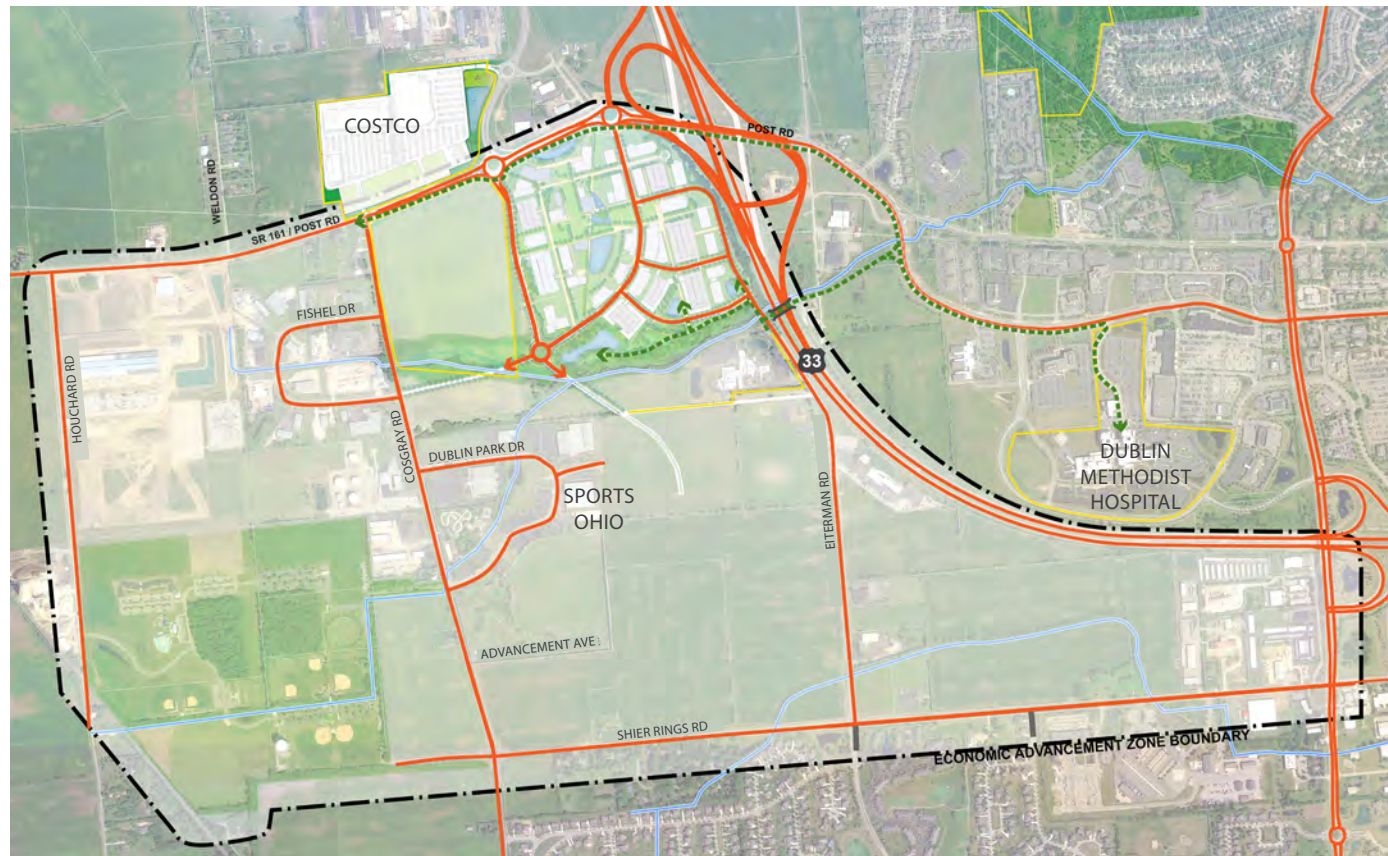 COSTCO
POST RD
WELDON RD
SR 161 / POST RD
FISHEL DR
33
HOUCHARD RD
COSGRAY RD
DUBLIN PARK DR
DUBLIN
METHODIST
HOSPITAL
SPORTS
OHIO
EITERMAN RD
ADVANCEMENT AVE
SHIER RINGS RD
ECONOMIC ADVANCEMENT ZONE BOUNDARY